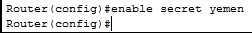 Router(config)#enable secret yemen
Router(config)#